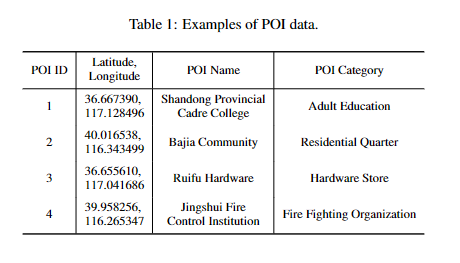 Table 1: Examples of POI data.
POI ID Latitude, Longitude POI Name POI Category
1 36.667390, 117.128496 Shandong Provincial Cadre College Adult Education
2 40.016538, 116.343499 Bajia Community Residential Quarter
3 36.655610, 117.041686 Ruifu Hardware Hardware Store
4 39.958256, 116.265347 Jingshui Fire Control Institution Fire Fighting Organization